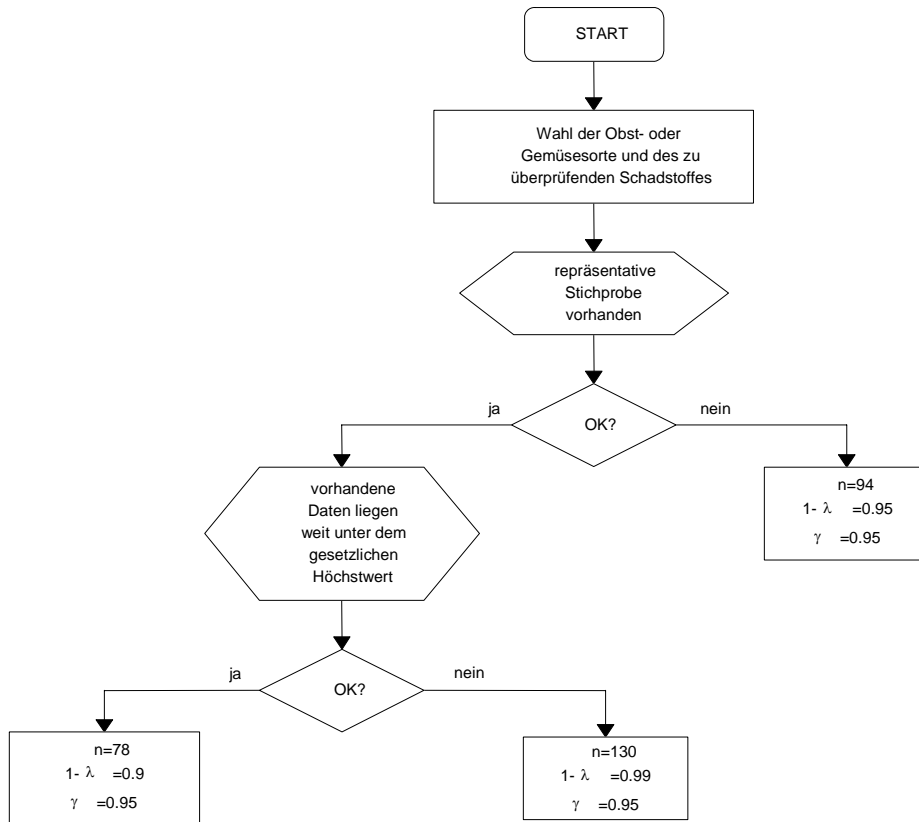 START
Wahl der Obst- oder
Gemüsesorte und des zu
überprüfenden Schadstoffes
repräsentative
Stichprobe
vorhanden
ja
OK?
nein
vorhandene
Daten liegen
weit unter dem
gesetzlichen
Höchstwert
n=94
1- λ =0.95
γ =0.95
ja
OK?
nein
n=78
1- λ =0.9
γ =0.95
n=130
1- λ =0.99
γ =0.95